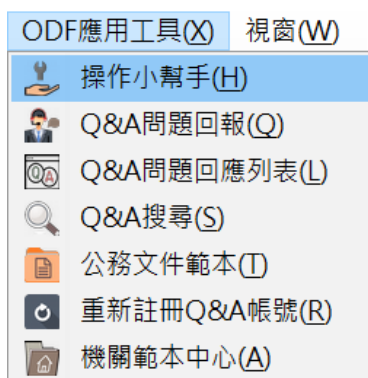 ODF應用工具(X) 視窗(W)
操作小幫手(H)
Q&A問題回報(Q)
Q&A問題回應列表(L)
Q&A搜尋(S)
公務文件範本(T)
重新註冊Q&A帳號(R)
機關範本中心(A)